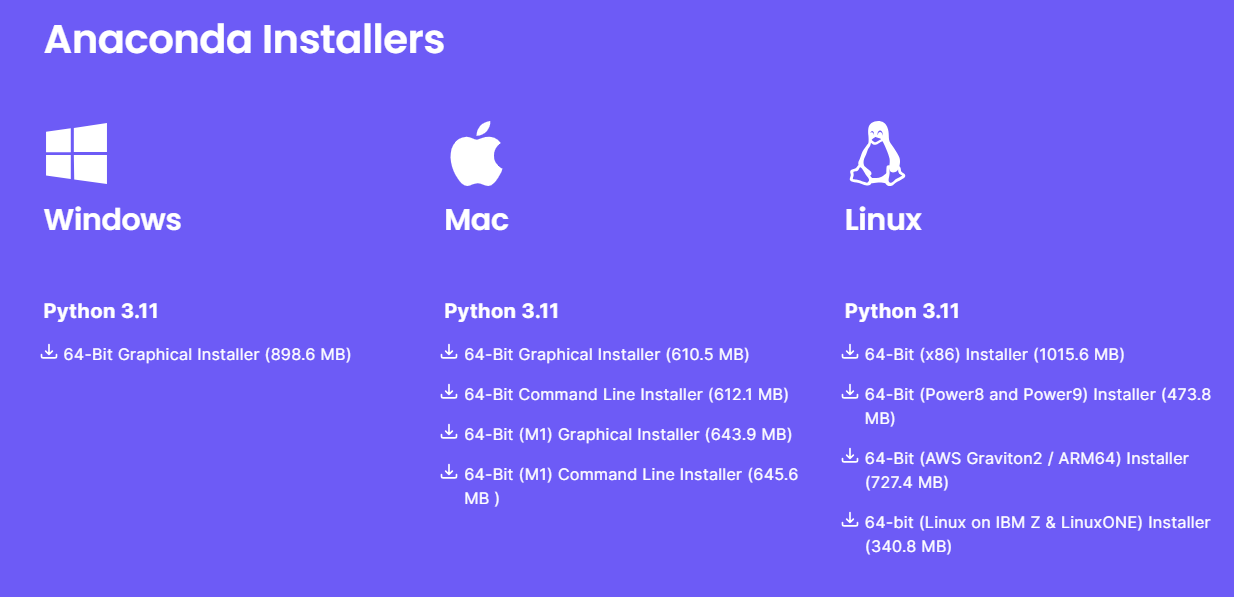 Anaconda Installers
Windows
Python 3.11
64-Bit Graphical Installer (898.6 MB)
Mac
Python 3.11
64-Bit Graphical Installer (610.5 MB)
64-Bit Command Line Installer (612.1 MB)
64-Bit (M1) Graphical Installer (643.9 MB)
64-Bit (M1) Command Line Installer (645.6
MB )
Linux
Python 3.11
64-Bit (x86) Installer (1015.6 MB)
64-Bit (Power8 and Power9) Installer (473.8
MB)
64-Bit (AWS Graviton2 / ARM64) Installer
(727.4 MB)
64-bit (Linux on IBM Z & LinuxONE) Installer
(340.8 MB)